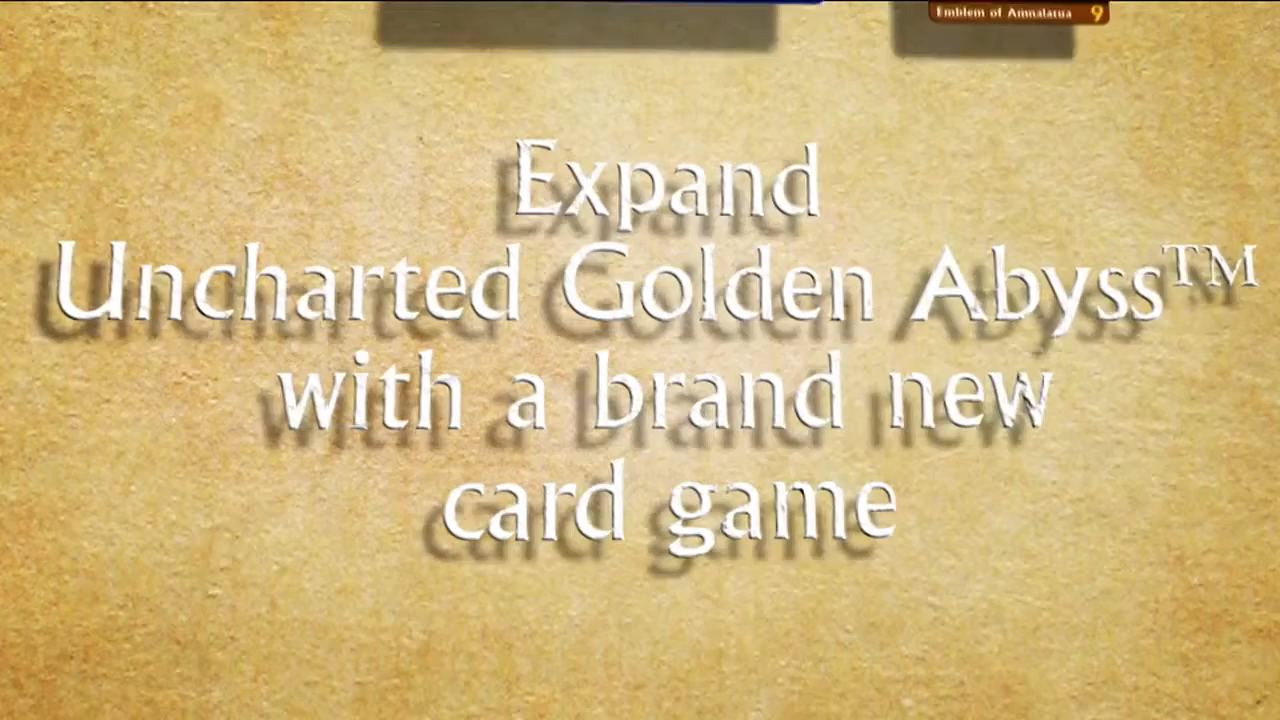 Emblem of Amnalatua 9
Expand
Uncharted Golden Abyss™
with a brand new
card game